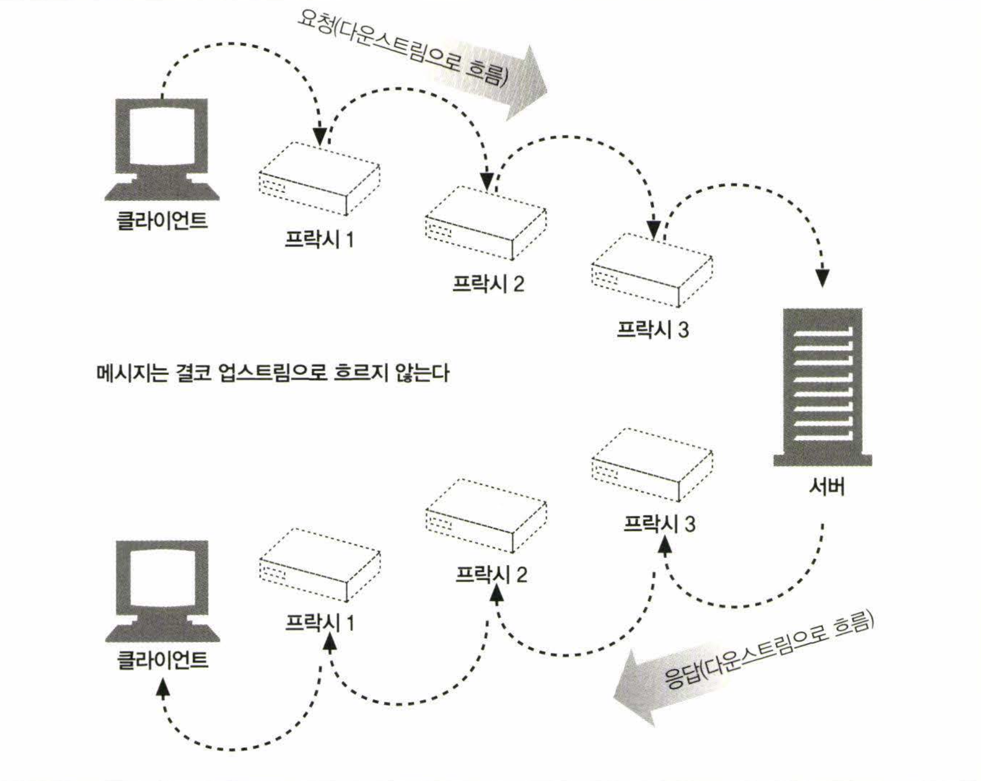 요청(다운스트림으로 흐름)
클라이언트
프락시 1
프락시 2
프락시 3
메시지는 결코 업스트림으로 흐르지 않는다
서버
프락시 3
프락시 2
프락시 1
클라이언트
응답(다운스트림으로 흐름)